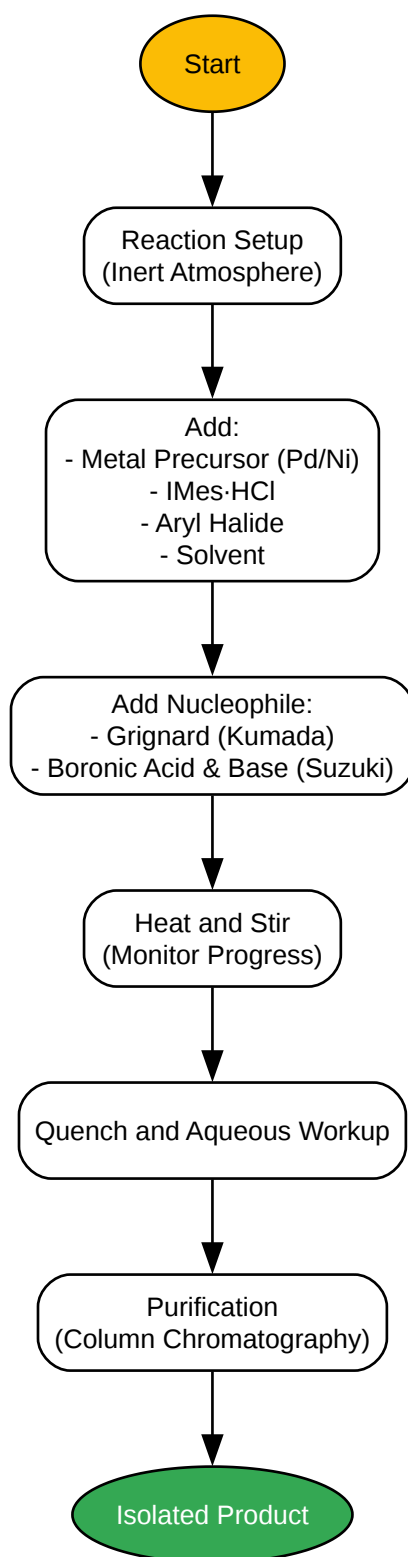 Start
Reaction Setup
(Inert Atmosphere)
Add:
- Metal Precursor (Pd/Ni)
- IMes·HCl
- Aryl Halide
- Solvent
Add Nucleophile:
- Grignard (Kumada)
- Boronic Acid & Base (Suzuki)
Heat and Stir
(Monitor Progress)
Quench and Aqueous Workup
Purification
(Column Chromatography)
Isolated Product